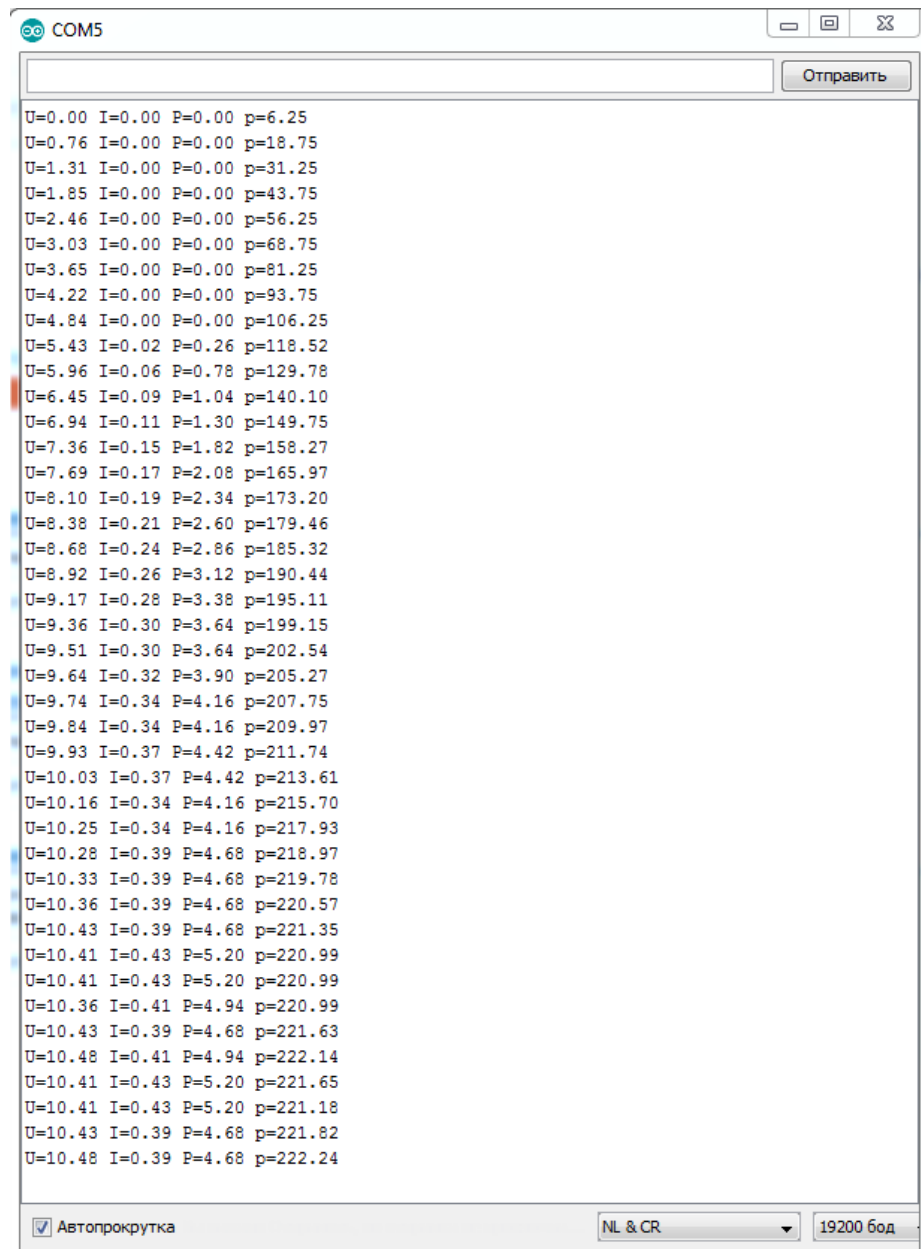 COM5
Отправить
U=0.00 I=0.00 P=0.00 p=6.25
U=0.76 I=0.00 P=0.00 p=18.75
U=1.31 I=0.00 P=0.00 p=31.25
U=1.85 I=0.00 P=0.00 p=43.75
U=2.46 I=0.00 P=0.00 p=56.25
U=3.03 I=0.00 P=0.00 p=68.75
U=3.65 I=0.00 P=0.00 p=81.25
U=4.22 I=0.00 P=0.00 p=93.75
U=4.84 I=0.00 P=0.00 p=106.25
U=5.43 I=0.02 P=0.26 p=118.52
U=5.96 I=0.06 P=0.78 p=129.78
U=6.45 I=0.09 P=1.04 p=140.10
U=6.94 I=0.11 P=1.30 p=149.75
U=7.36 I=0.15 P=1.82 p=158.27
U=7.69 I=0.17 P=2.08 p=165.97
U=8.10 I=0.19 P=2.34 p=173.20
U=8.38 I=0.21 P=2.60 p=179.46
U=8.68 I=0.24 P=2.86 p=185.32
U=8.92 I=0.26 P=3.12 p=190.44
U=9.17 I=0.28 P=3.38 p=195.11
U=9.36 I=0.30 P=3.64 p=199.15
U=9.51 I=0.30 P=3.64 p=202.54
U=9.64 I=0.32 P=3.90 p=205.27
U=9.74 I=0.34 P=4.16 p=207.75
U=9.84 I=0.34 P=4.16 p=209.97
U=9.93 I=0.37 P=4.42 p=211.74
U=10.03 I=0.37 P=4.42 p=213.61
U=10.16 I=0.34 P=4.16 p=215.70
U=10.25 I=0.34 P=4.16 p=217.93
U=10.28 I=0.39 P=4.68 p=218.97
U=10.33 I=0.39 P=4.68 p=219.78
U=10.36 I=0.39 P=4.68 p=220.57
U=10.43 I=0.39 P=4.68 p=221.35
U=10.41 I=0.43 P=5.20 p=220.99
U=10.41 I=0.43 P=5.20 p=220.99
U=10.36 I=0.41 P=4.94 p=220.99
U=10.43 I=0.39 P=4.68 p=221.63
U=10.48 I=0.41 P=4.94 p=222.14
U=10.41 I=0.43 P=5.20 p=221.65
U=10.41 I=0.43 P=5.20 p=221.18
U=10.43 I=0.39 P=4.68 p=221.82
U=10.48 I=0.39 P=4.68 p=222.24
Автопрокрутка NL & CR 19200 бод